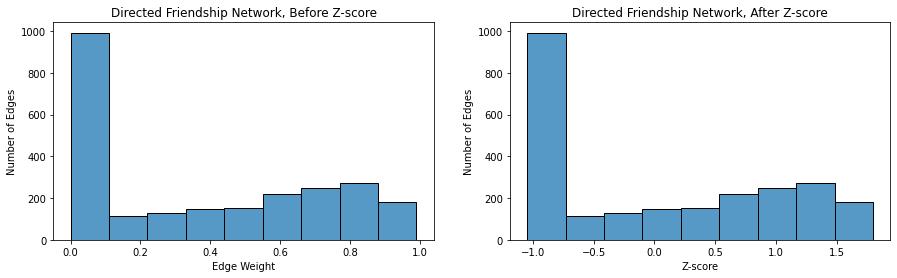 Directed Friendship Network, Before Z-score
Number of Edges
1000
800
600
400
200
0
0.0 0.2 0.4 0.6 0.8 1.0
Edge Weight
Directed Friendship Network, After Z-score
Number of Edges
1000
800
600
400
200
0
−1.0 −0.5 0.0 0.5 1.0 1.5
Z-score